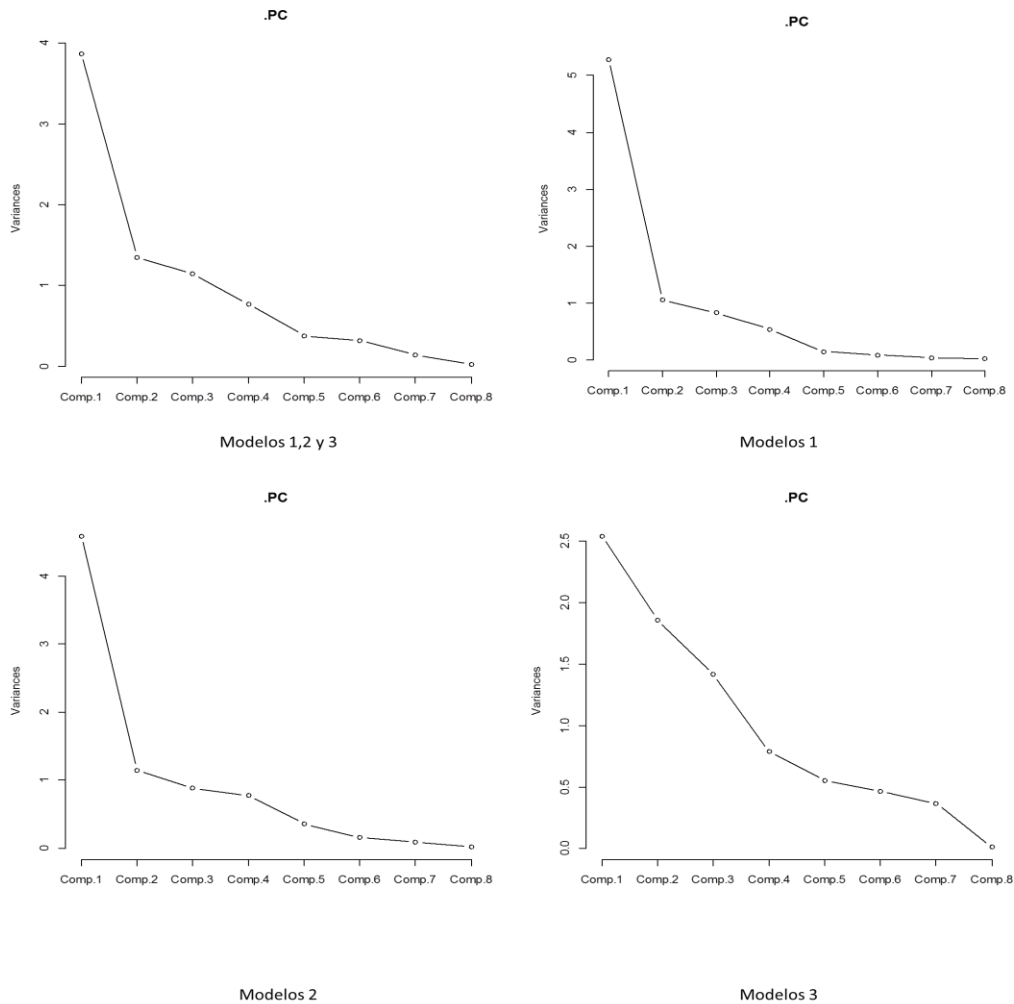 .PC
4
3
2
1
0
Variances
Comp.1 Comp.2 Comp.3 Comp.4 Comp.5 Comp.6 Comp.7 Comp.8
Modelos 1,2 y 3
.PC
5
4
3
2
1
0
Variances
Comp.1 Comp.2 Comp.3 Comp.4 Comp.5 Comp.6 Comp.7 Comp.8
Modelos 1
.PC
4
3
2
1
0
Variances
Comp.1 Comp.2 Comp.3 Comp.4 Comp.5 Comp.6 Comp.7 Comp.8
Modelos 2
.PC
2.5
2.0
1.5
1.0
0.5
0.0
Variances
Comp.1 Comp.2 Comp.3 Comp.4 Comp.5 Comp.6 Comp.7 Comp.8
Modelos 3